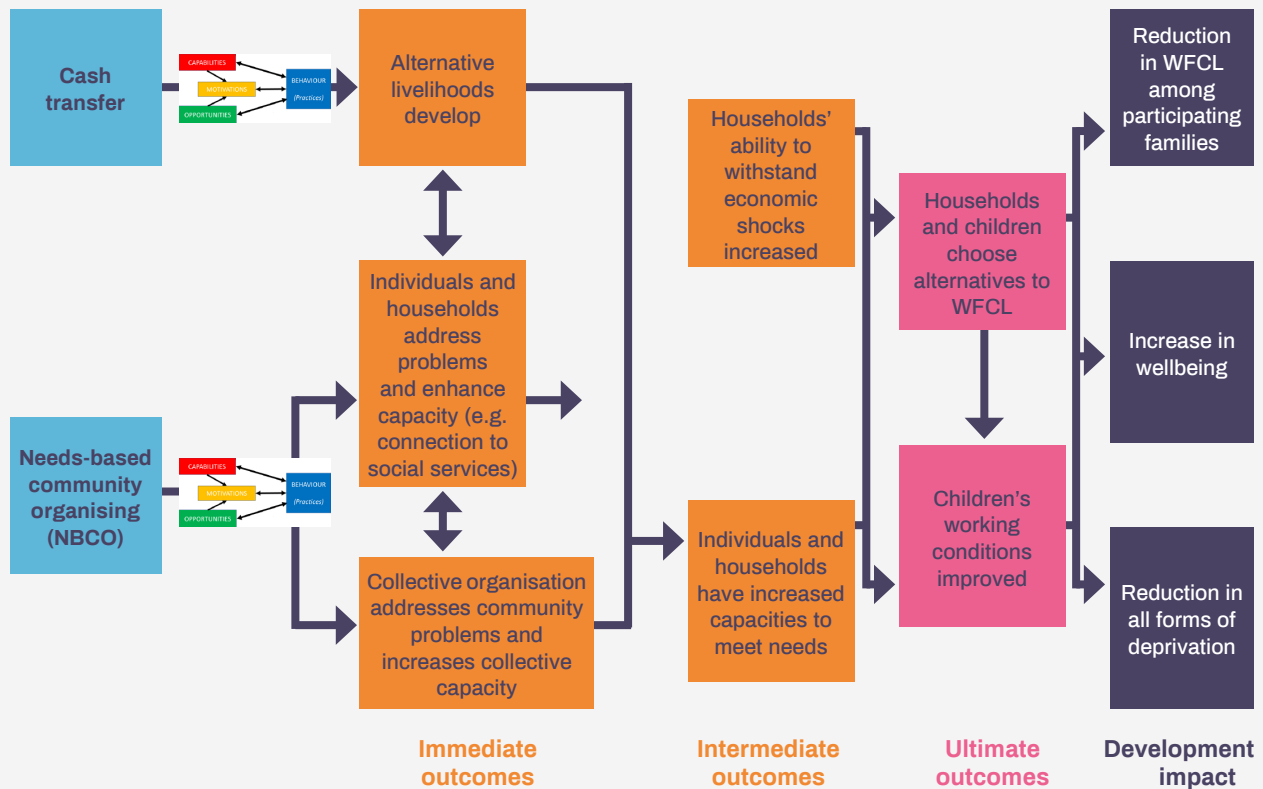 Cash
transfer
CAPABILITIES
MOTIVATIONS
OPPORTUNITIES
BEHAVIOUR
(Practices)
Alternative
livelihoods
develop
Needs-based
community
organising
(NBCO)
CAPABILITIES
MOTIVATIONS
OPPORTUNITIES
BEHAVIOUR
(Practices)
Individuals and
households
address
problems
and enhance
capacity (e.g.
connection to
social services)
Collective organisation
addresses community
problems and
increases collective
capacity
Households’
ability to
withstand
economic
shocks
increased
Individuals and
households
have increased
capacities to
meet needs
Households
and children
choose
alternatives to
WFCL
Children’s
working
conditions
improved
Reduction
in WFCL
among
participating
families
Increase in
wellbeing
Reduction in
all forms of
deprivation
Immediate
outcomes
Intermediate
outcomes
Ultimate
outcomes
Development
impact